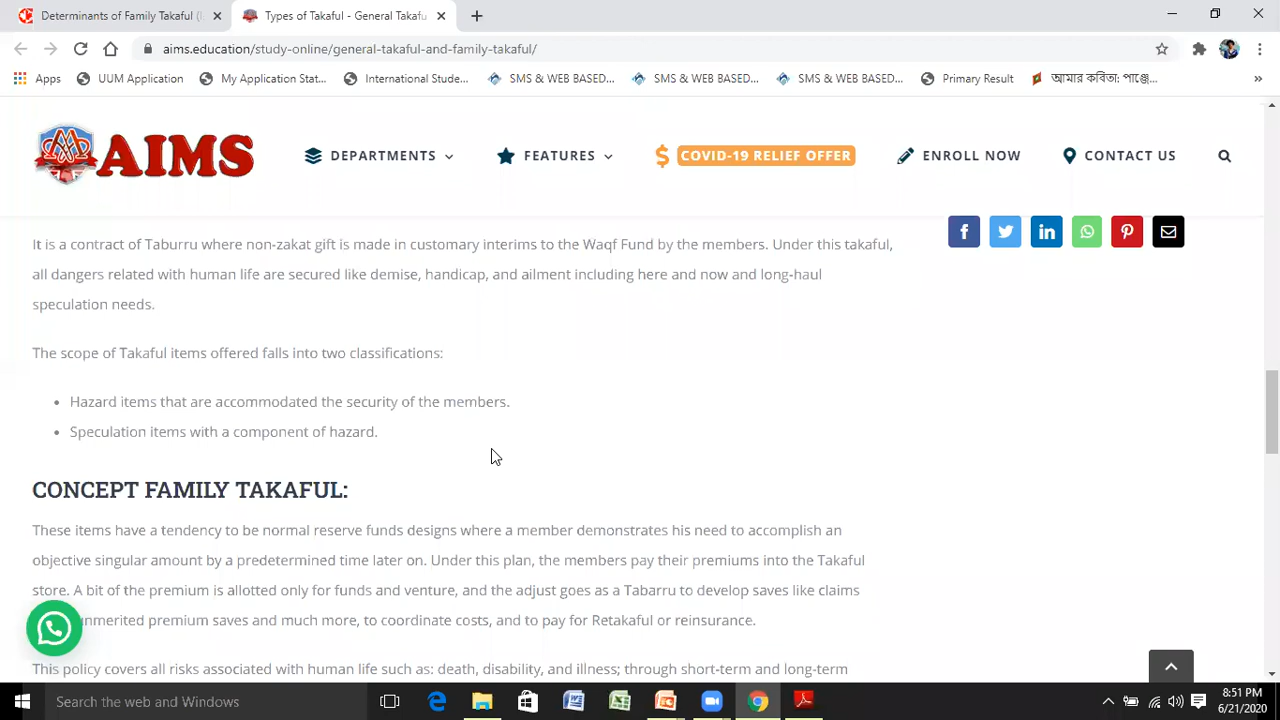 Determinants of Family Takaful (
Types of Takaful - General Takafu
aims.education/study-online/general-takaful-and-family-takaful/
Apps
UUM Application
My Application Stat...
International Stude...
SMS & WEB BASED...
SMS & WEB BASED...
SMS & WEB BASED...
Primary Result
আমার কবিতা: পাঞ্জে...
AIMS
DEPARTMENTS
FEATURES
COVID-19 RELIEF OFFER
ENROLL NOW
CONTACT US
It is a contract of Taburru where non-zakat gift is made in customary interims to the Waqf Fund by the members. Under this takaful,
all dangers related with human life are secured like demise, handicap, and ailment including here and now and long-haul
speculation needs.
The scope of Takaful items offered falls into two classifications:
• Hazard items that are accommodated the security of the members.
• Speculation items with a component of hazard.
CONCEPT FAMILY TAKAFUL:
These items have a tendency to be normal reserve funds designs where a member demonstrates his need to accomplish an
objective singular amount by a predetermined time later on. Under this plan, the members pay their premiums into the Takaful
store. A bit of the premium is allotted only for funds and venture, and the adjust goes as a Tabarru to develop saves like claims
unmerited premium saves and much more, to coordinate costs, and to pay for Retakaful or reinsurance.
This policy covers all risks associated with human life such as: death, disability, and illness; through short-term and long-term
Search the web and Windows
8:51 PM
6/21/2020